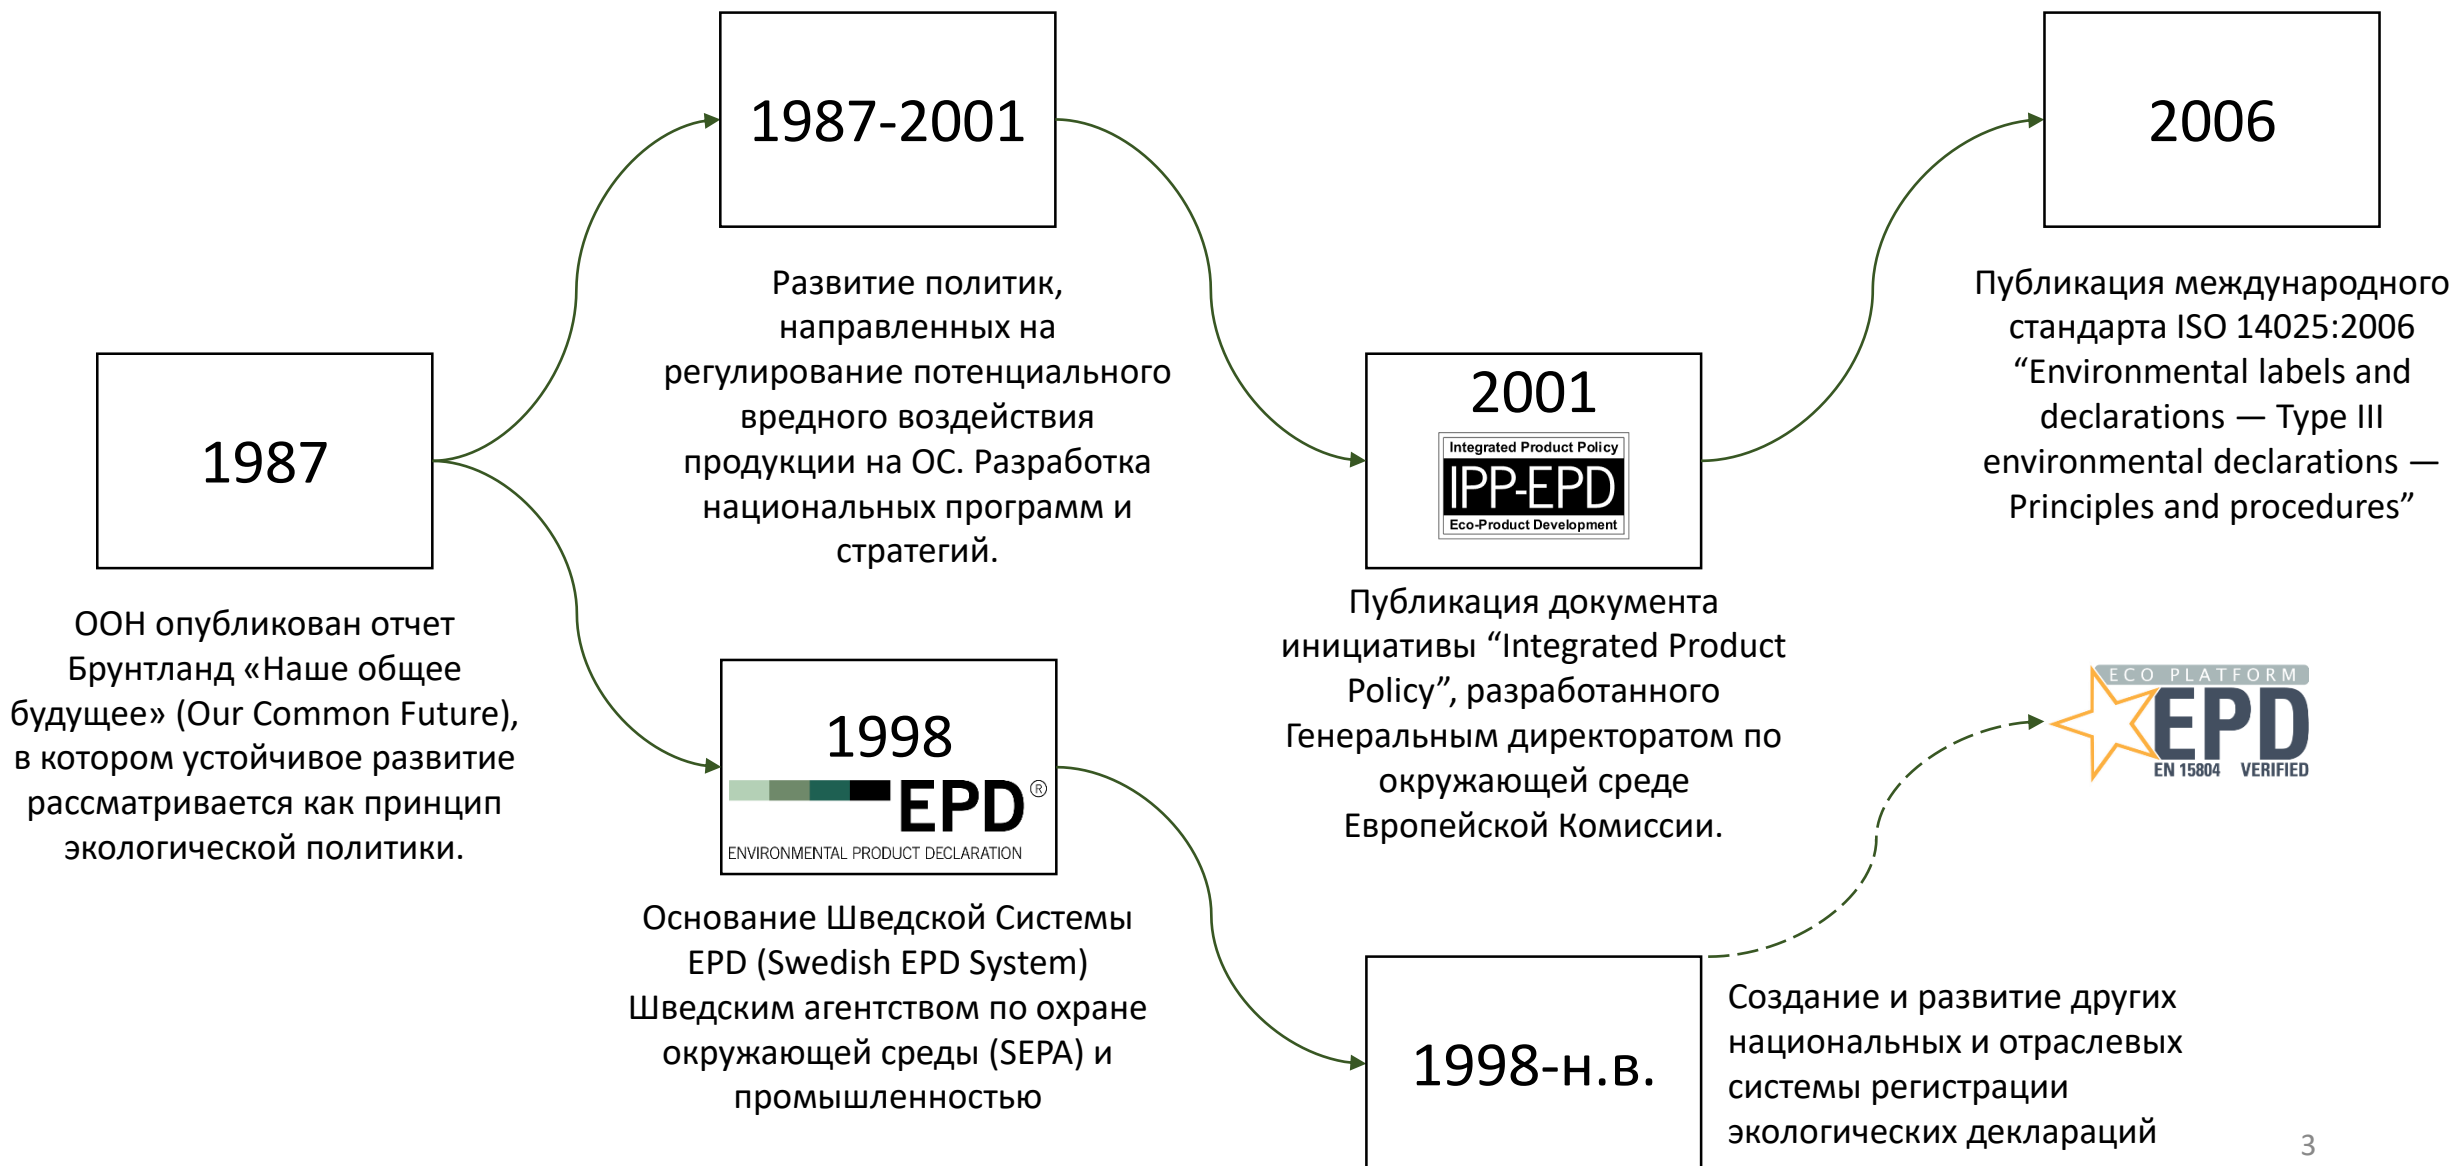 1987
ООН опубликован отчет
Брунтланд «Наше общее
будущее» (Our Common Future),
в котором устойчивое развитие
рассматривается как принцип
экологической политики.
1987-2001
Развитие политик,
направленных на
регулирование потенциального
вредного воздействия
продукции на ОС. Разработка
национальных программ и
стратегий.
1998
EPD®
ENVIRONMENTAL PRODUCT DECLARATION
Основание Шведской Системы
EPD (Swedish EPD System)
Шведским агентством по охране
окружающей среды (SEPA) и
промышленностью
2001
Integrated Product Policy
IPP-EPD
Eco-Product Development
Публикация документа
инициативы “Integrated Product
Policy”, разработанного
Генеральным директоратом по
окружающей среде
Европейской Комиссии.
1998-н.в.
Создание и развитие других
национальных и отраслевых
системы регистрации
экологических деклараций
2006
Публикация международного
стандарта ISO 14025:2006
“Environmental labels and
declarations — Type III
environmental declarations —
Principles and procedures”
ECO PLATFORM
EPD
EN 15804 VERIFIED
3